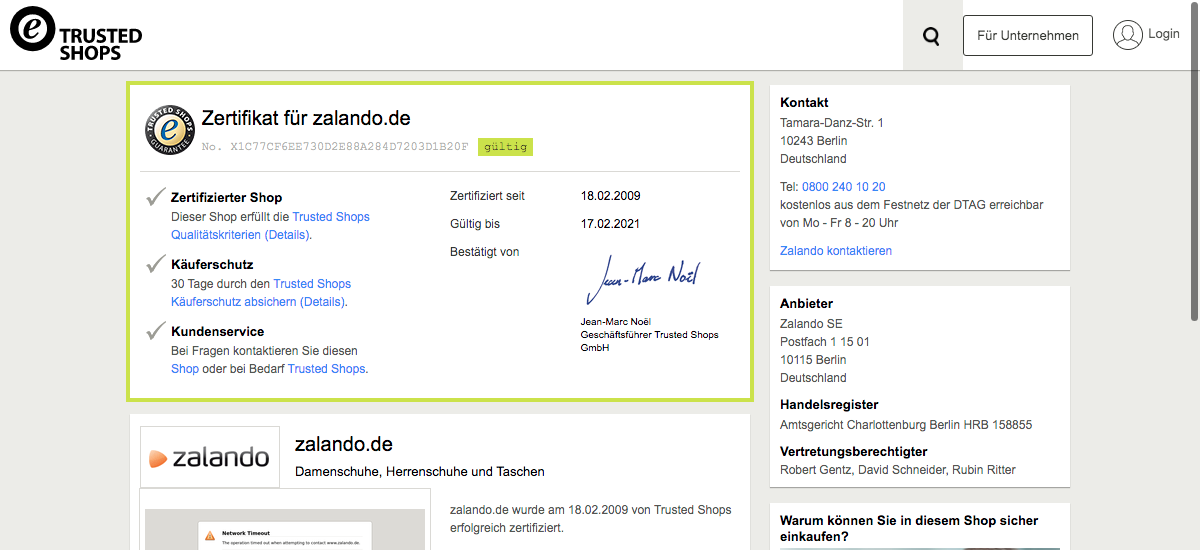 TRUSTED
SHOPS
Für Unternehmen
Login
TRUSTED SHOPS
GUARANTEE
Zertifikat für zalando.de
No. X1C77CF6EE730D2E88A284D7203D1B20F gültig
Zertifizierter Shop
Dieser Shop erfüllt die Trusted Shops
Qualitätskriterien (Details).
Käuferschutz
30 Tage durch den Trusted Shops
Käuferschutz absichern (Details).
Kundenservice
Bei Fragen kontaktieren Sie diesen
Shop oder bei Bedarf Trusted Shops.
Zertifiziert seit 18.02.2009
Gültig bis 17.02.2021
Bestätigt von
Jean-Marc Noël
Jean-Marc Noël
Geschäftsführer Trusted Shops
GmbH
zalando
zalando.de
Damenschuhe, Herrenschuhe und Taschen
Network Timeout
The operation timed out when attempting to contact www.zalando.de.
zalando.de wurde am 18.02.2009 von Trusted Shops
erfolgreich zertifiziert.
Kontakt
Tamara-Danz-Str. 1
10243 Berlin
Deutschland
Tel: 0800 240 10 20
kostenlos aus dem Festnetz der DTAG erreichbar
von Mo - Fr 8 - 20 Uhr
Zalando kontaktieren
Anbieter
Zalando SE
Postfach 1 15 01
10115 Berlin
Deutschland
Handelsregister
Amtsgericht Charlottenburg Berlin HRB 158855
Vertretungsberechtigter
Robert Gentz, David Schneider, Rubin Ritter
Warum können Sie in diesem Shop sicher
einkaufen?